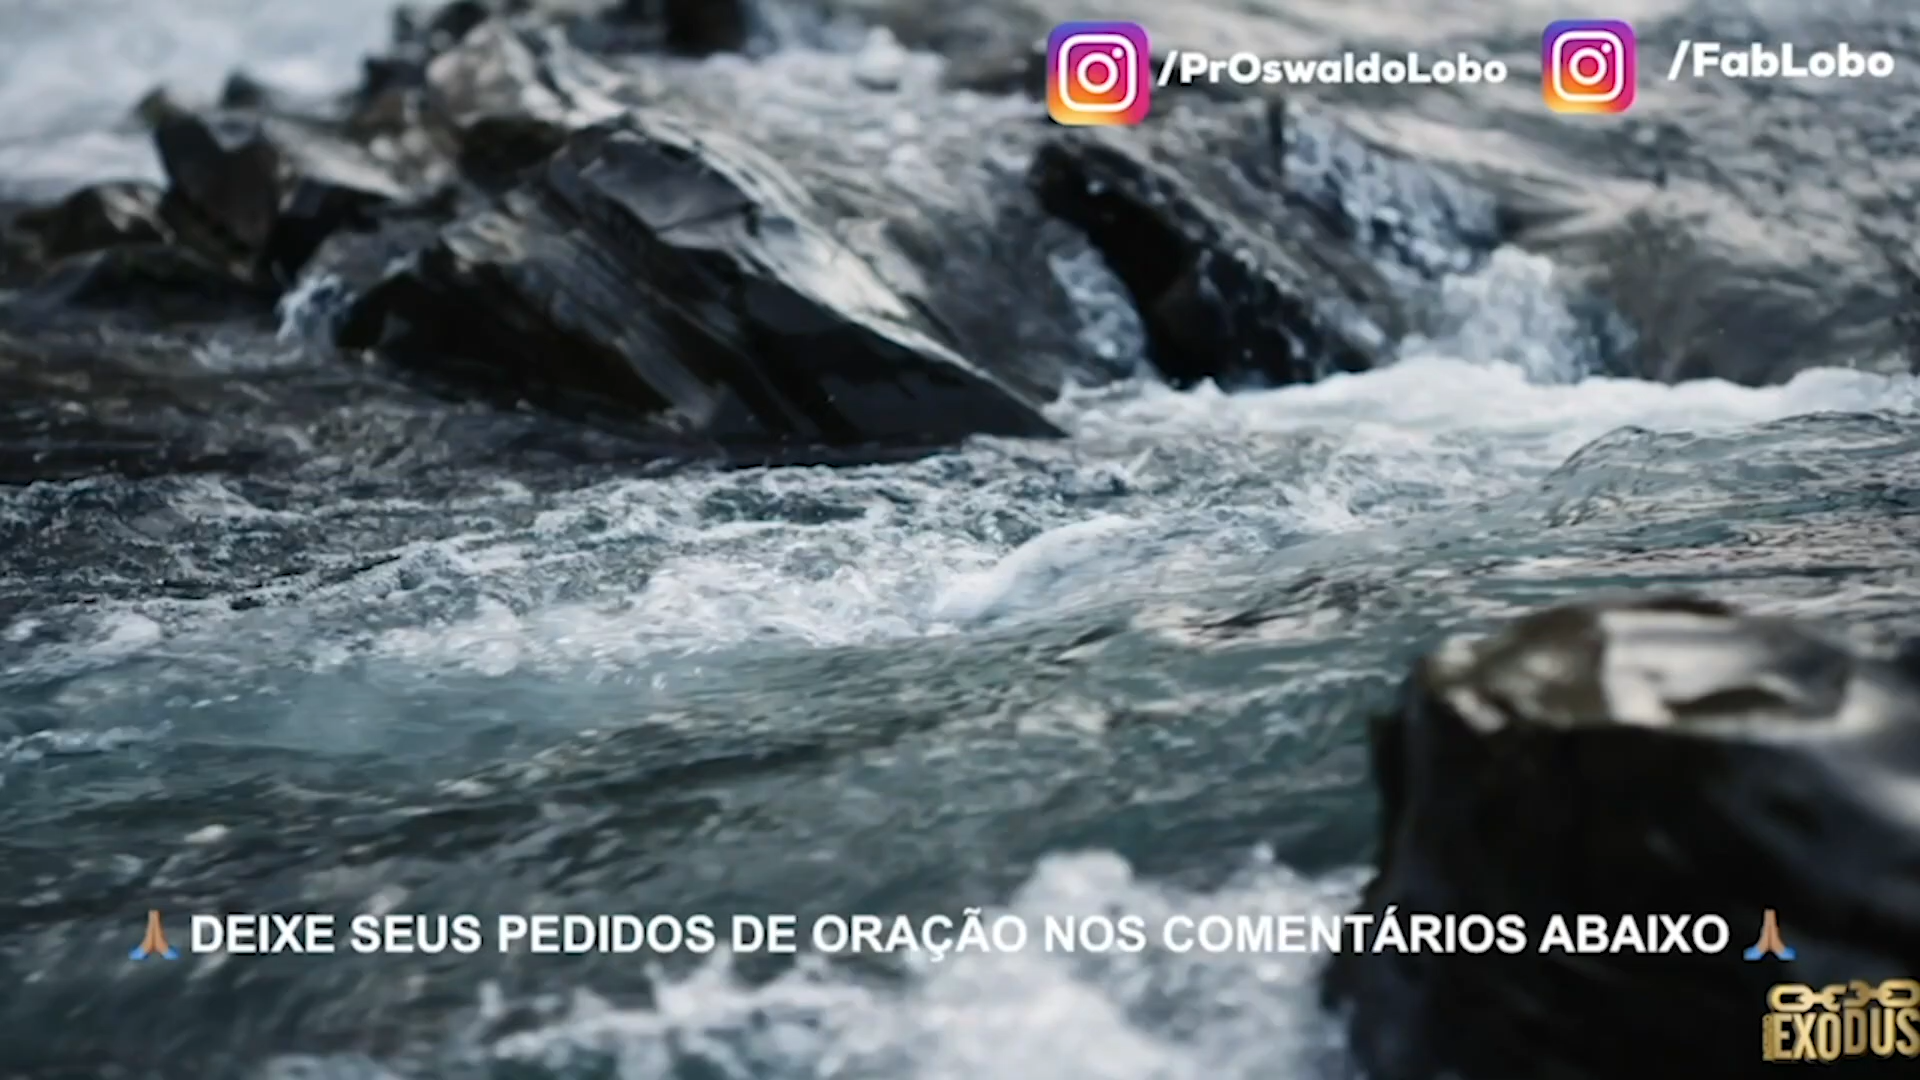 /PrOswaldoLobo
/FabLobo
🙏🏽 DEIXE SEUS PEDIDOS DE ORAÇÃO NOS COMENTÁRIOS ABAIXO 🙏🏽
EXODUS